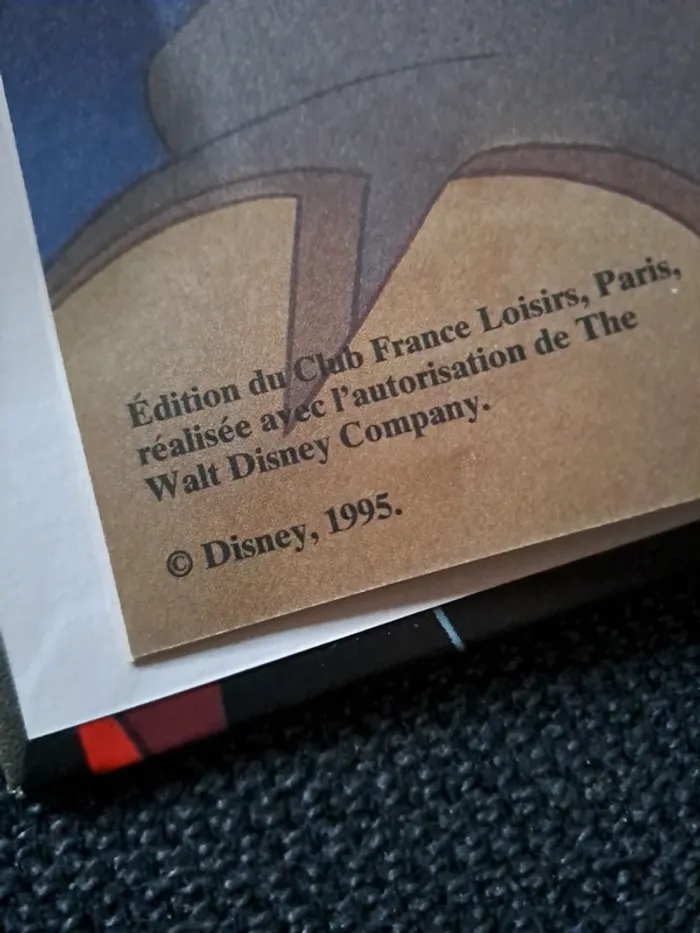 Édition du Club France Loisirs, Paris,
réalisée avec l'autorisation de The
Walt Disney Company.
© Disney, 1995.